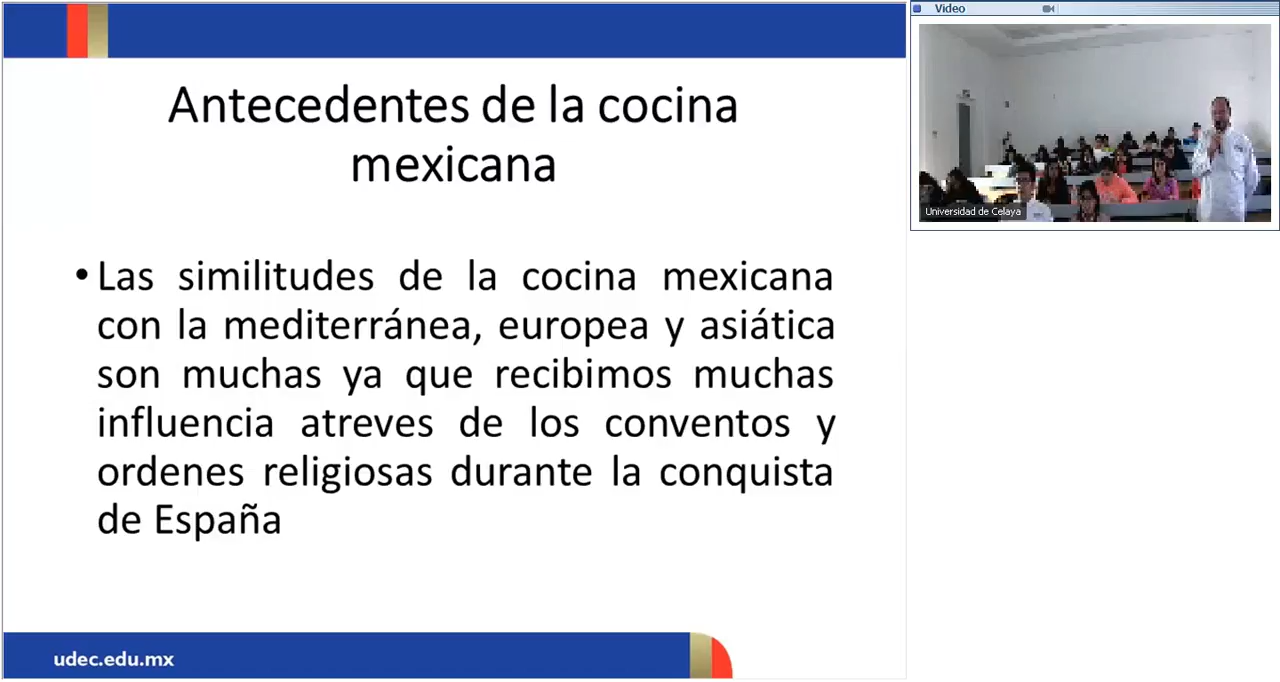 Antecedentes de la cocina
mexicana
• Las similitudes de la cocina mexicana
con la mediterránea, europea y asiática
son muchas ya que recibimos muchas
influencia atreves de los conventos y
ordenes religiosas durante la conquista
de España
udec.edu.mx
Video
Universidad de Celaya